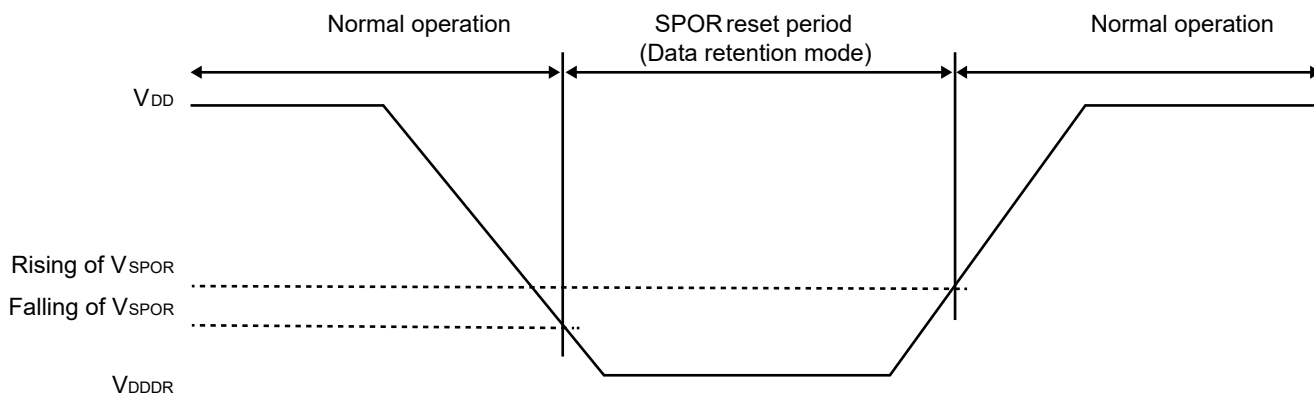 Normal operation
SPOR reset period
(Data retention mode)
Normal operation
VDD
Rising of VSPOR
Falling of VSPOR
VDDDR